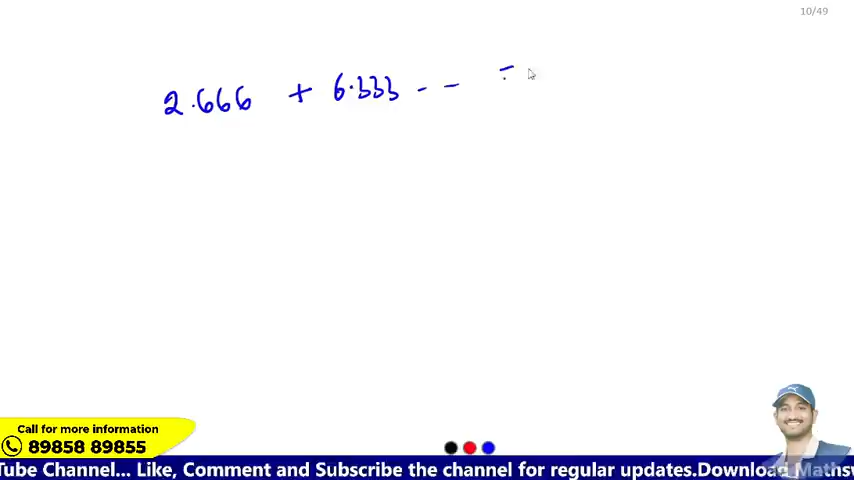 10/49
2.666 + 6.333 - - =
Call for more information
89858 89855
Tube Channel... Like, Comment and Subscribe the channel for regular updates.Download Mathsw